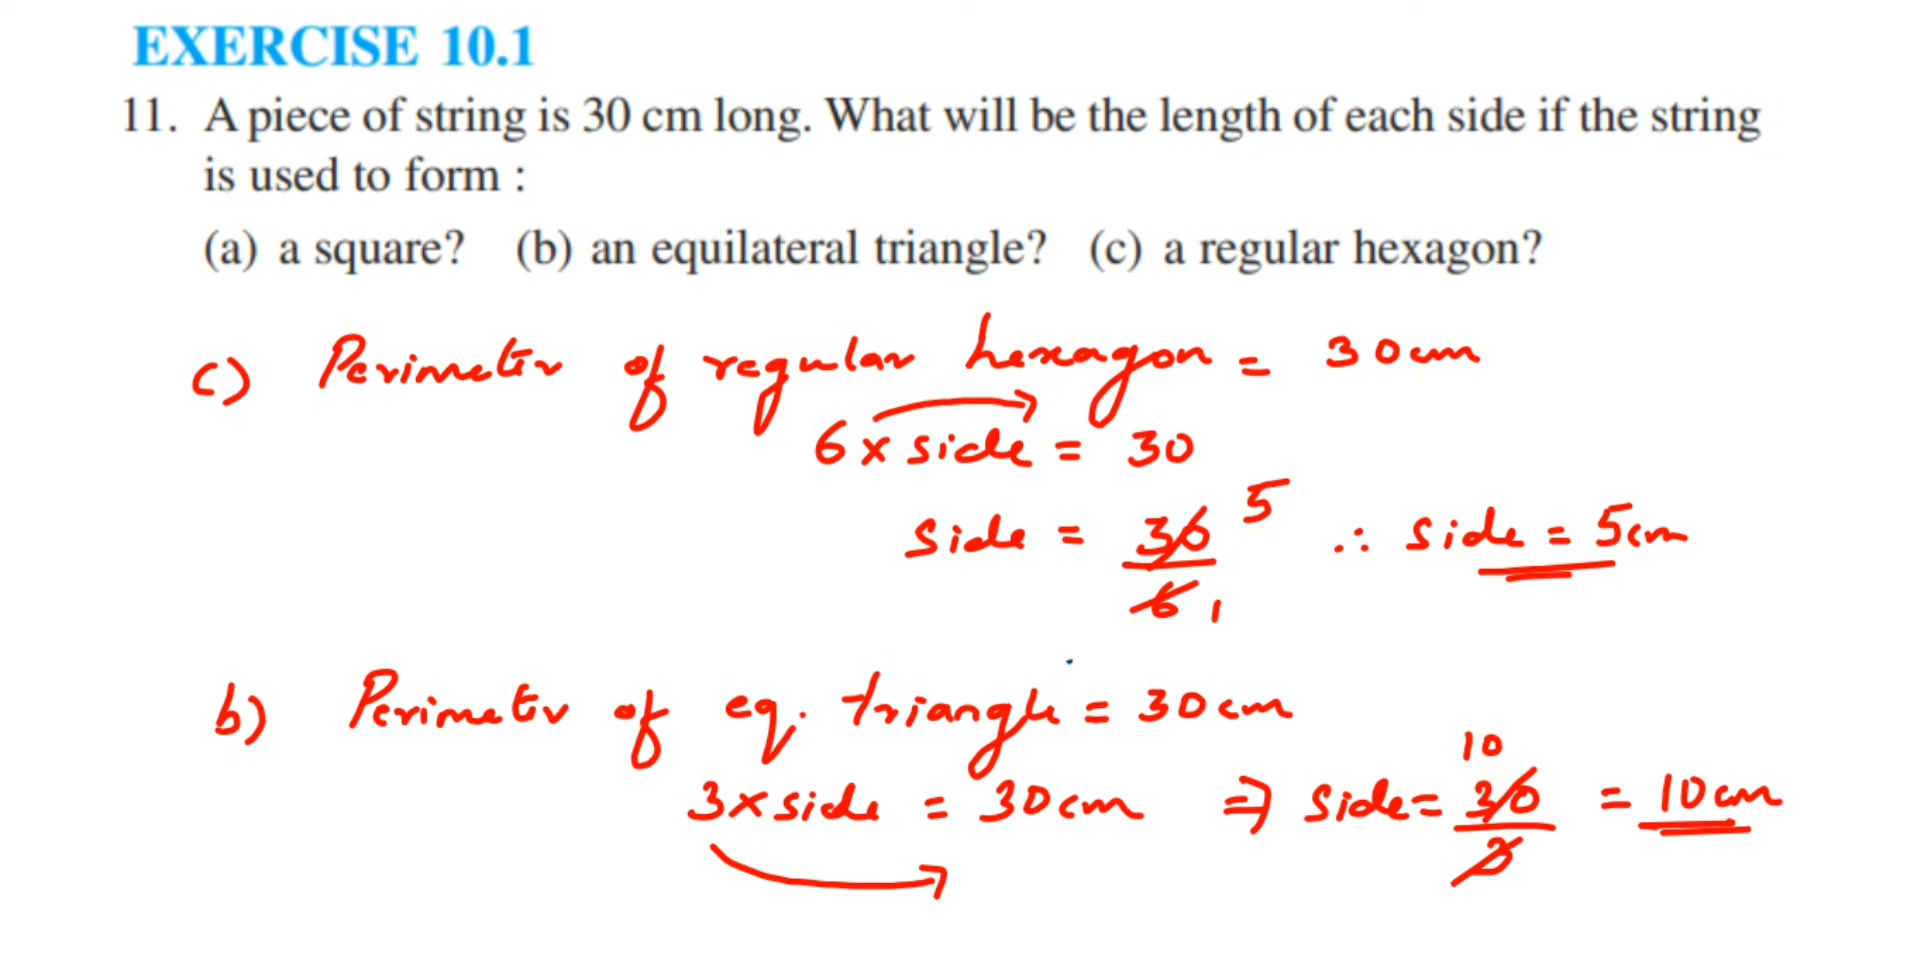 EXERCISE 10.1
11. A piece of string is 30 cm long. What will be the length of each side if the string
is used to form :
(a) a square? (b) an equilateral triangle? (c) a regular hexagon?
c) Perimeter of regular hexagon = 30cm
6 x side = 30
5
side = 30 ∴ side = 5cm
6 1
b) Perimeter of eq. triangle = 30cm
10
3 x side = 30cm ⇒ side = 30 = 10cm
3